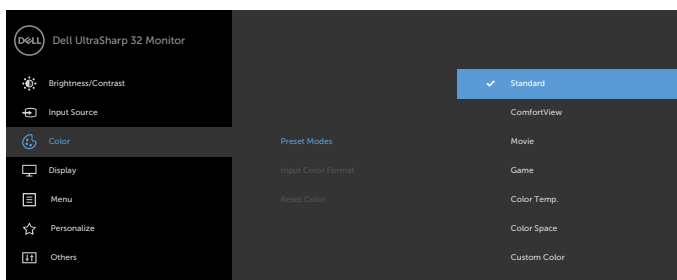 DELL Dell UltraSharp 32 Monitor
Brightness/Contrast Standard
Input Source ComfortView
Color Preset Modes Movie
Display Input Color Format Game
Menu Reset Color Color Temp.
Personalize Color Space
Others Custom Color